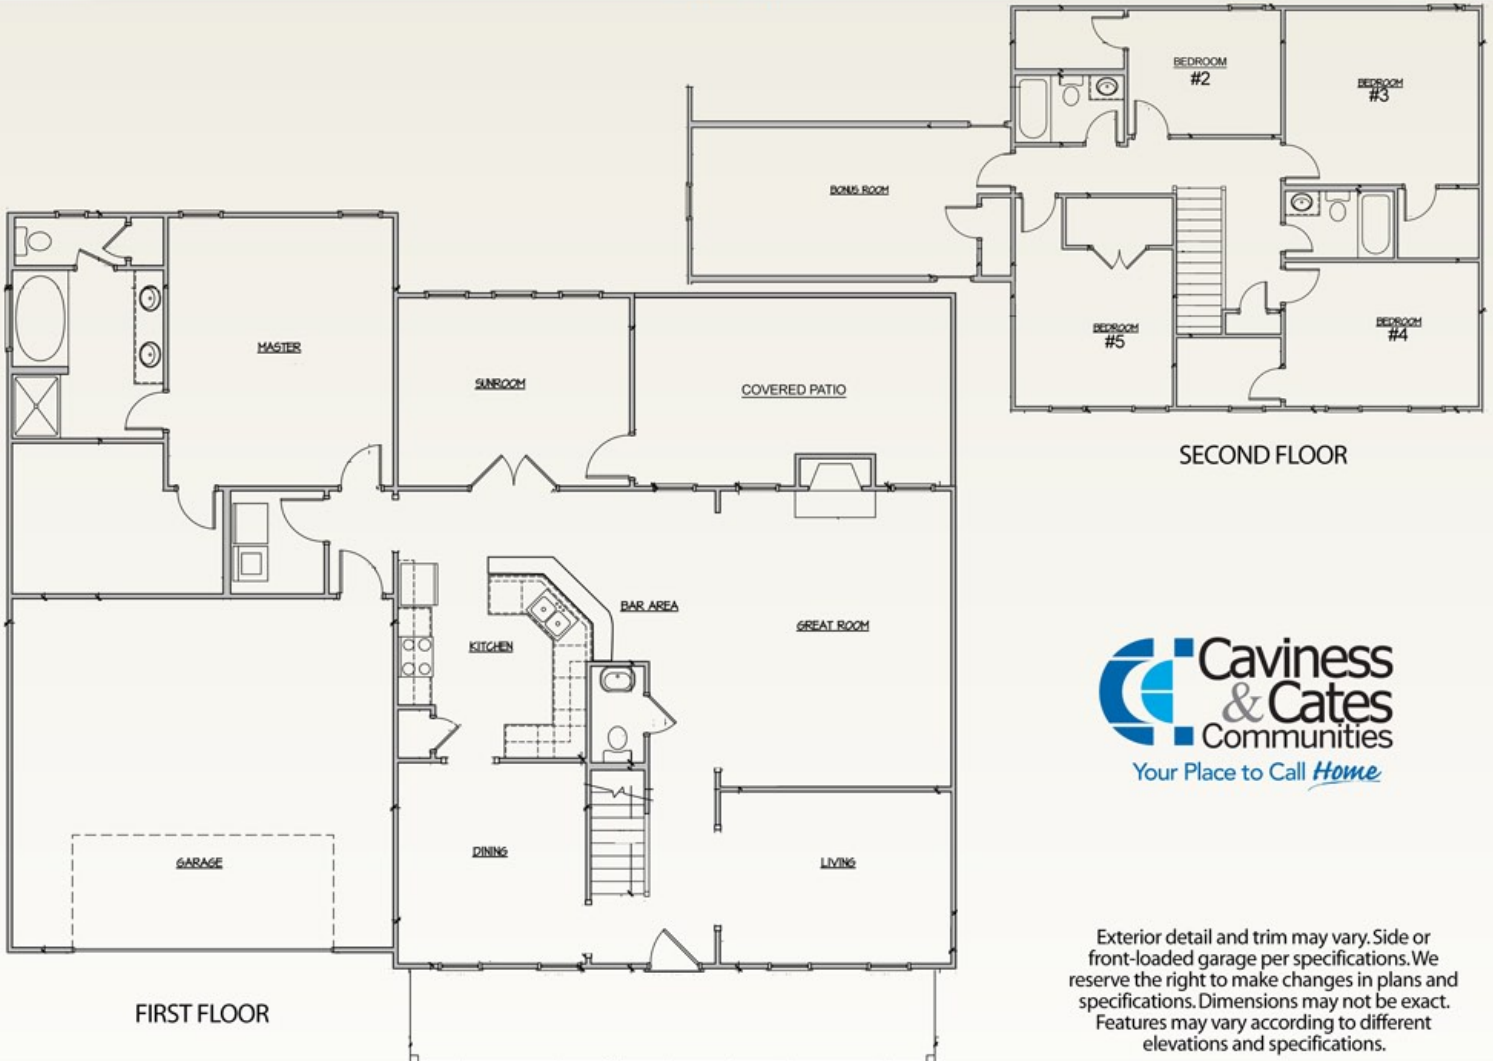 BEDROOM
#2
BEDROOM
#3
BONUS ROOM
BEDROOM
#5
BEDROOM
#4
SECOND FLOOR
MASTER
SUNROOM
COVERED PATIO
BAR AREA
GREAT ROOM
KITCHEN
DINING
LIVING
GARAGE
FIRST FLOOR
Caviness
& Cates
Communities
Your Place to Call Home
Exterior detail and trim may vary. Side or
front-loaded garage per specifications. We
reserve the right to make changes in plans and
specifications. Dimensions may not be exact.
Features may vary according to different
elevations and specifications.